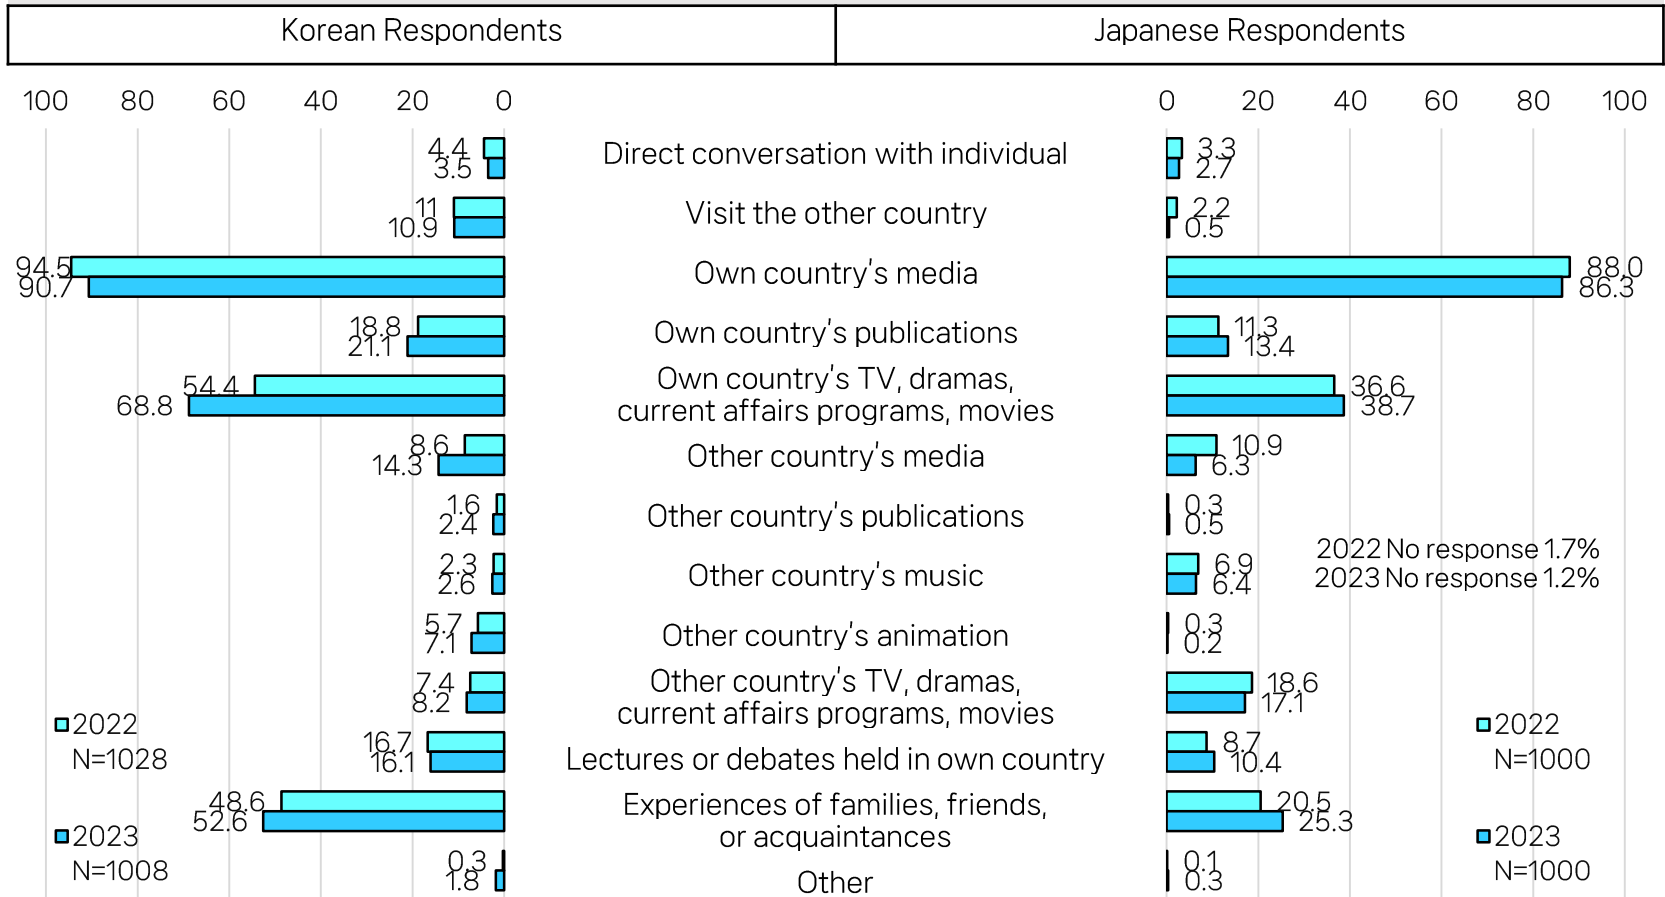 Korean Respondents
Japanese Respondents
100 80 60 40 20 0
0 20 40 60 80 100
4.4
3.5
Direct conversation with individual
3.3
2.7
11
10.9
Visit the other country
2.2
0.5
94.5
90.7
Own country's media
88.0
86.3
18.8
21.1
Own country's publications
11.3
13.4
54.4
68.8
Own country's TV, dramas,
current affairs programs, movies
36.6
38.7
8.6
14.3
Other country's media
10.9
6.3
1.6
2.4
Other country's publications
0.3
0.5
2022 No response 1.7%
2023 No response 1.2%
2.3
2.6
Other country's music
6.9
6.4
5.7
7.1
Other country's animation
0.3
0.2
7.4
8.2
Other country's TV, dramas,
current affairs programs, movies
18.6
17.1
2022
N=1028
16.7
16.1
Lectures or debates held in own country
8.7
10.4
2022
N=1000
48.6
52.6
Experiences of families, friends,
or acquaintances
20.5
25.3
2023
N=1008
0.3
1.8
Other
0.1
0.3
2023
N=1000